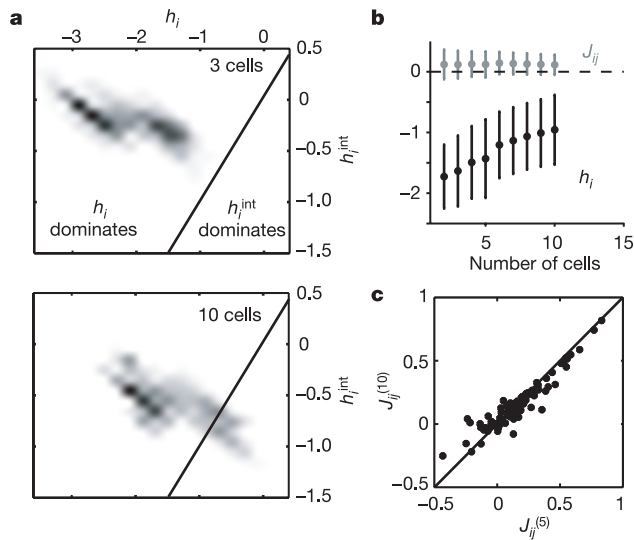 a
h_i
−3 −2 −1 0
3 cells
0.5
0
−0.5
−1.0
−1.5
h_i^int
h_i dominates
h_i^int dominates
10 cells
0.5
0
−0.5
−1.0
−1.5
h_i^int
b
J_ij
0
−1
−2
h_i
5 10 15
Number of cells
c
1
0.5
0
−0.5
J_ij^(10)
−0.5 0 0.5 1
J_ij^(5)